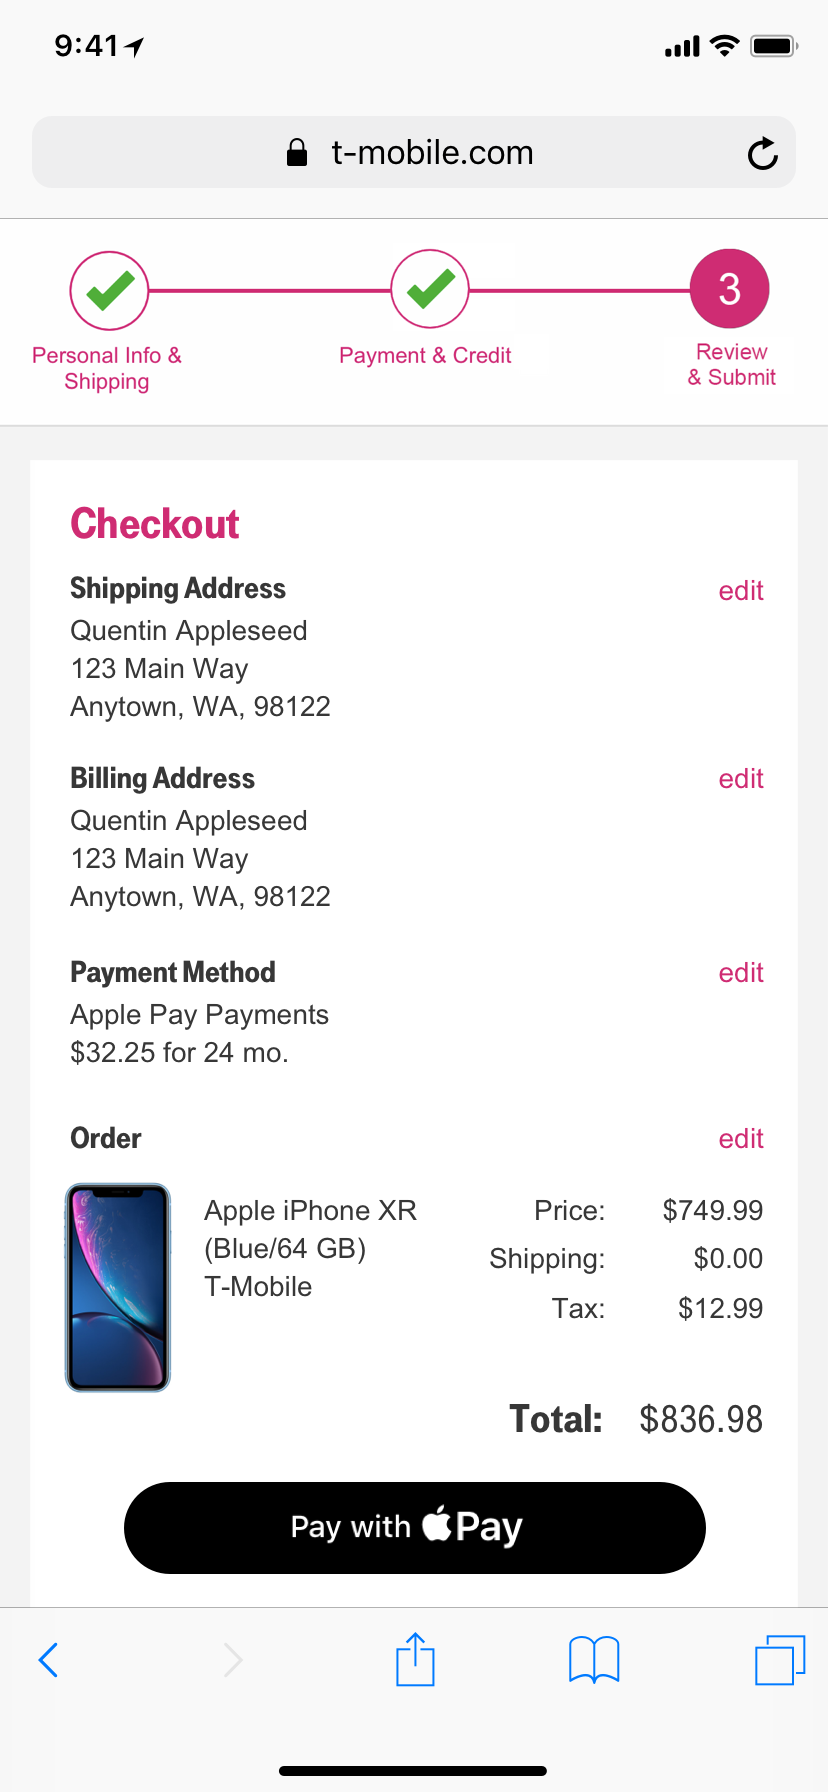 9:41
t-mobile.com
3
Personal Info &
Shipping
Payment & Credit
Review
& Submit
Checkout
Shipping Address
edit
Quentin Appleseed
123 Main Way
Anytown, WA, 98122
Billing Address
edit
Quentin Appleseed
123 Main Way
Anytown, WA, 98122
Payment Method
edit
Apple Pay Payments
$32.25 for 24 mo.
Order
edit
Apple iPhone XR
(Blue/64 GB)
T-Mobile
Price: $749.99
Shipping: $0.00
Tax: $12.99
Total: $836.98
Pay with Pay